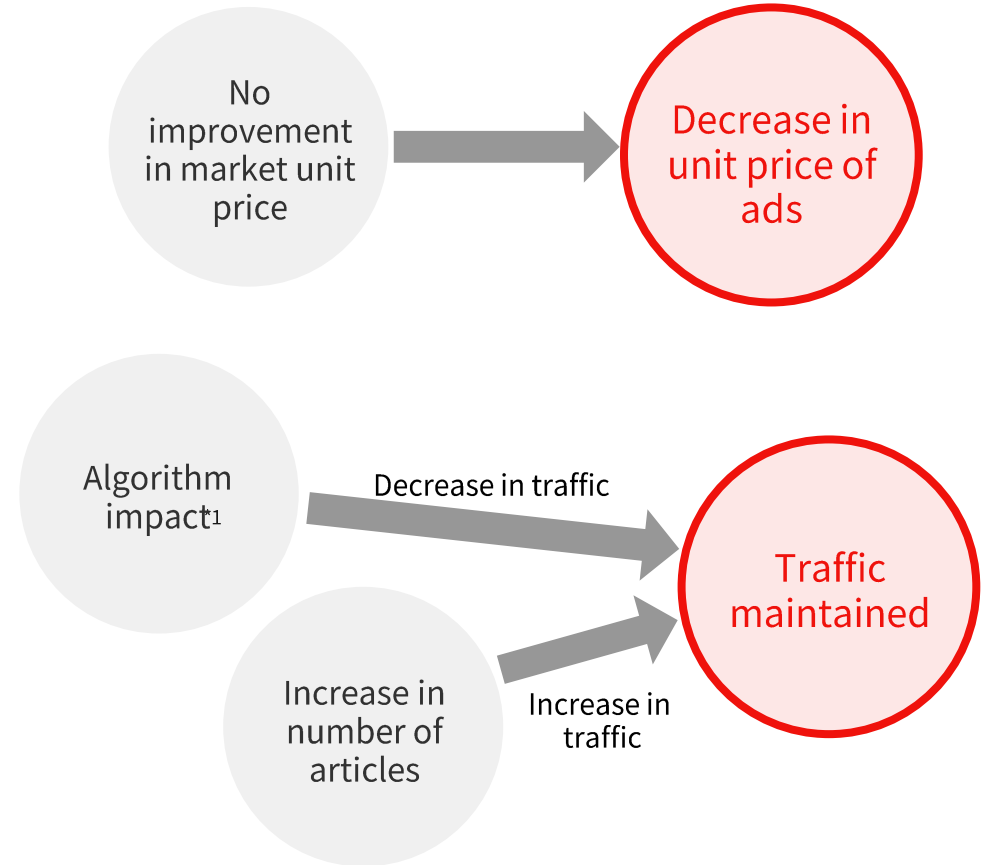 No
improvement
in market unit
price
Decrease in
unit price of
ads
Algorithm
impact*1
Decrease in traffic
Traffic
maintained
Increase in
number of
articles
Increase in
traffic